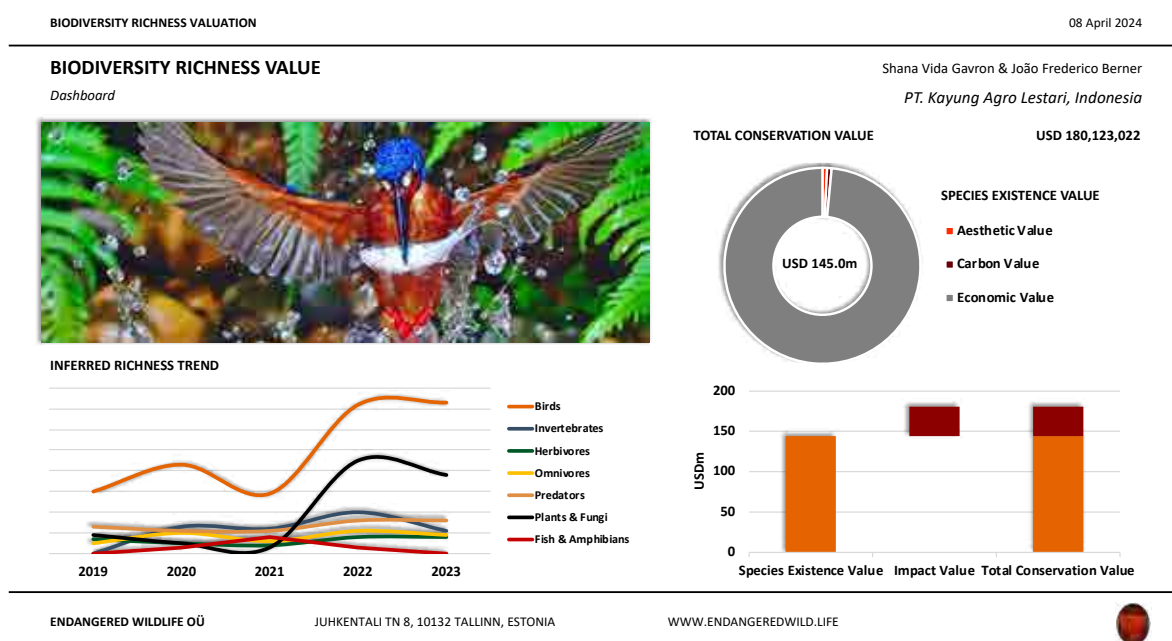 BIODIVERSITY RICHNESS VALUATION
08 April 2024
BIODIVERSITY RICHNESS VALUE
Shana Vida Gavron & João Frederico Berner
Dashboard
PT. Kayung Agro Lestari, Indonesia
TOTAL CONSERVATION VALUE
USD 180,123,022
SPECIES EXISTENCE VALUE
Aesthetic Value
Carbon Value
Economic Value
USD 145.0m
INFERRED RICHNESS TREND
Birds
Invertebrates
Herbivores
Omnivores
Predators
Plants & Fungi
Fish & Amphibians
2019
2020
2021
2022
2023
USDm
200
150
100
50
0
Species Existence Value
Impact Value
Total Conservation Value
ENDANGERED WILDLIFE OÜ
JUHKENTALI TN 8, 10132 TALLINN, ESTONIA
WWW.ENDANGEREDWILD.LIFE